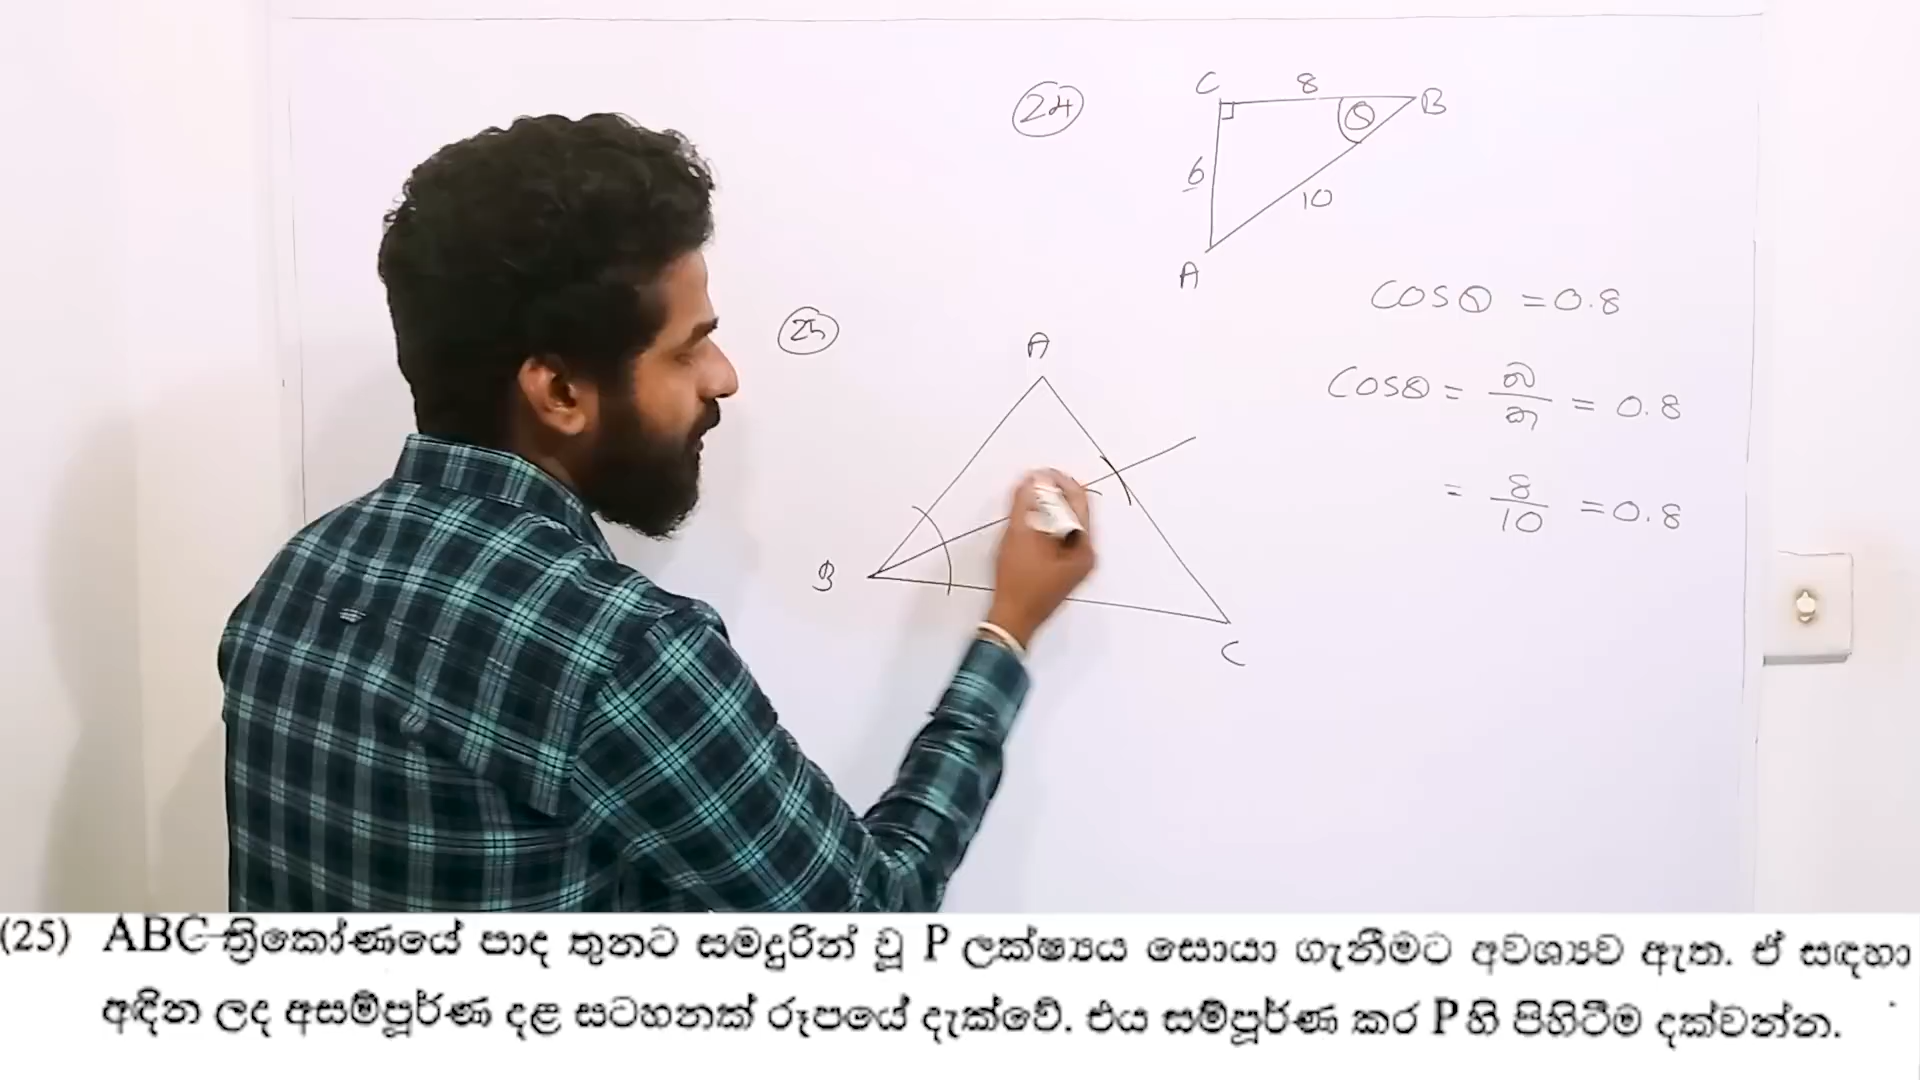 24
C 8 B
θ
6
10
A
cosθ = 0.8
25
A
cosθ = බ/ක = 0.8
= 8/10 = 0.8
B
C
(25) ABC ත්‍රිකෝණයේ පාද තුනට සමදුරින් වූ P ලක්ෂ්‍යය සොයා ගැනීමට අවශ්‍යව ඇත. ඒ සඳහා
අඳින ලද අසම්පූර්ණ දළ සටහනක් රූපයේ දැක්වේ. එය සම්පූර්ණ කර P හි පිහිටීම දක්වන්න.